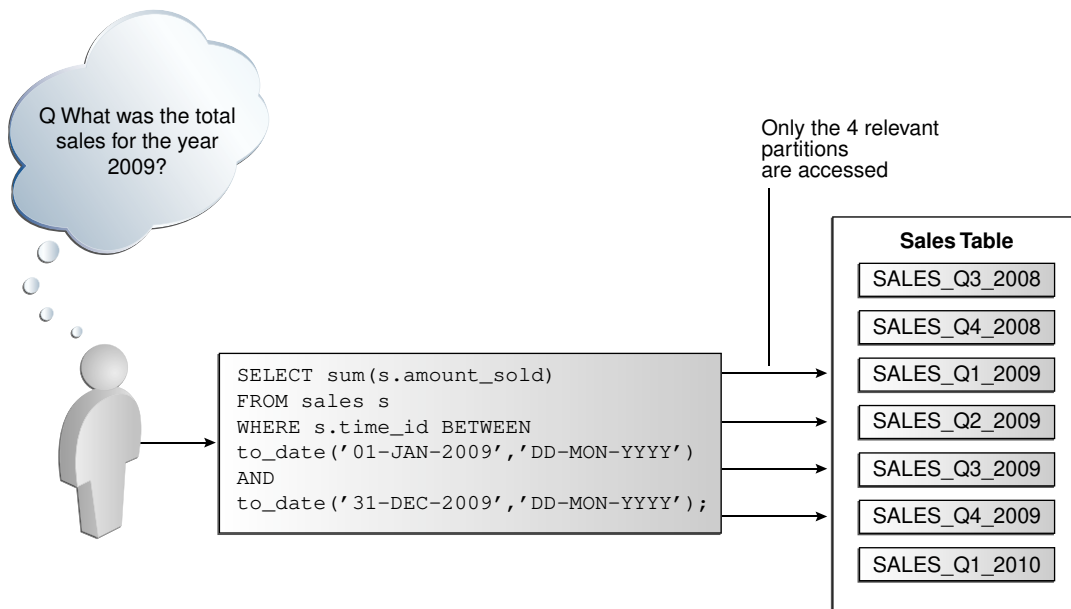 Q What was the total
sales for the year
2009?
Only the 4 relevant
partitions
are accessed
SELECT sum(s.amount_sold)
FROM sales s
WHERE s.time_id BETWEEN
to_date('01-JAN-2009','DD-MON-YYYY')
AND
to_date('31-DEC-2009','DD-MON-YYYY');
Sales Table
SALES_Q3_2008
SALES_Q4_2008
SALES_Q1_2009
SALES_Q2_2009
SALES_Q3_2009
SALES_Q4_2009
SALES_Q1_2010